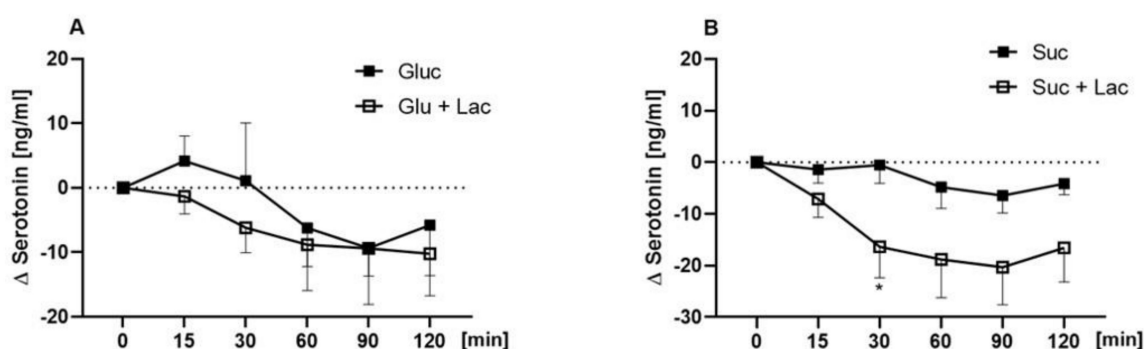 A
Δ Serotonin [ng/ml]
20
10
0
-10
-20
0 15 30 60 90 120 [min]
Gluc
Glu + Lac
B
Δ Serotonin [ng/ml]
20
10
0
-10
-20
-30
0 15 30 60 90 120 [min]
Suc
Suc + Lac
*